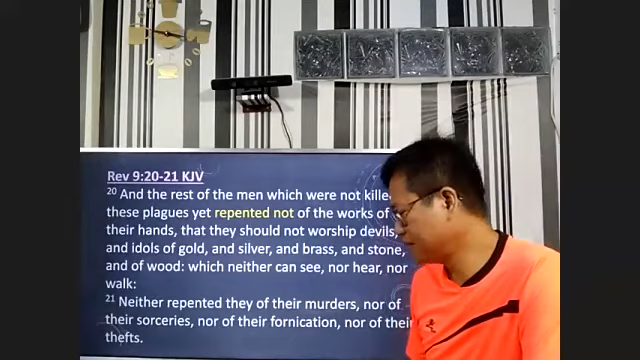 Rev 9:20-21 KJV
20 And the rest of the men which were not kille
these plagues yet repented not of the works of
their hands, that they should not worship devils,
and idols of gold, and silver, and brass, and stone,
and of wood: which neither can see, nor hear, nor
walk:
21 Neither repented they of their murders, nor of
their sorceries, nor of their fornication, nor of their
thefts.